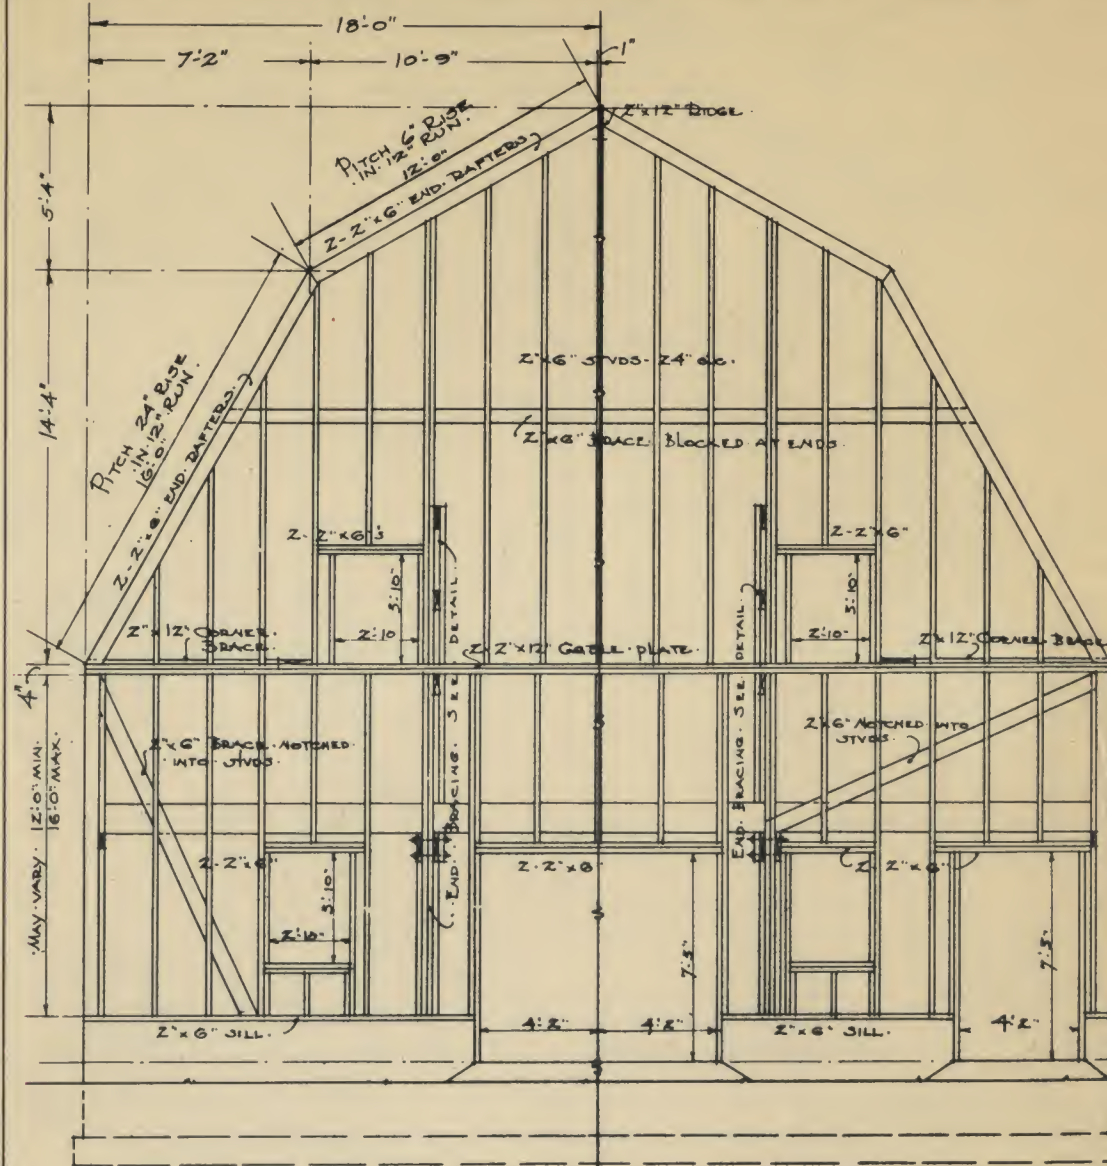 18'-0"
7'-2"
10'-9"
1"
2"x12" RIDGE
PITCH 6" RISE
IN 12" RUN.
12'-0"
2-2"x6" END RAFTERS
5'-4"
14'-4"
PITCH 24" RISE
IN 12" RUN.
16'-0"
2-2"x6" END RAFTERS
2"x6" STUDS - 24" o.c.
2"x6" BRACE BLOCKED AT ENDS
2-2"x6"'s
2-2"x6"
3'-10"
2'-10"
3'-10"
2'-10"
2"x12" CORNER
BRACE
2-2"x12" GABLE PLATE
2"x12" CORNER BRACE
4"
MAY VARY 12'-0" MIN.
16'-0" MAX.
2"x6" BRACE NOTCHED
INTO STUDS
END BRACING. SEE DETAIL
END BRACING. SEE DETAIL
2"x6" NOTCHED INTO
STUDS
2-2"x6"
2-2"x6"
2-2"x6"
3'-10"
2'-10"
7'-5"
7'-5"
2"x6" SILL
4'-2"
4'-2"
2"x6" SILL
4'-2"